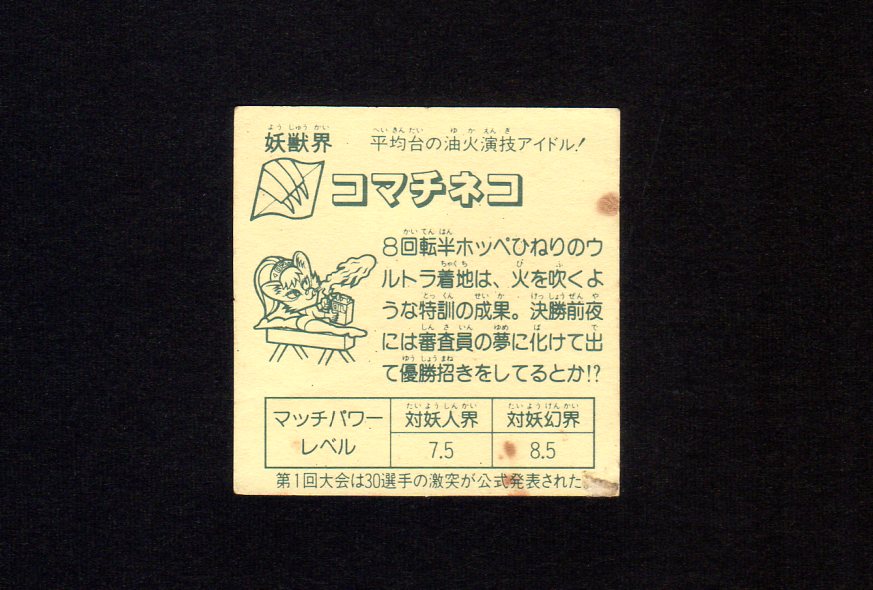 妖獣界 平均台の油火演技アイドル!
コマチネコ
8回転半ホッペひねりのウ
ルトラ着地は、火を吹くよ
うな特訓の成果。決勝前夜
には審査員の夢に化けて出
て優勝招きをしてるとか!?
マッチパワーレベル 対妖人界 対妖幻界
7.5 8.5
第1回大会は30選手の激突が公式発表された